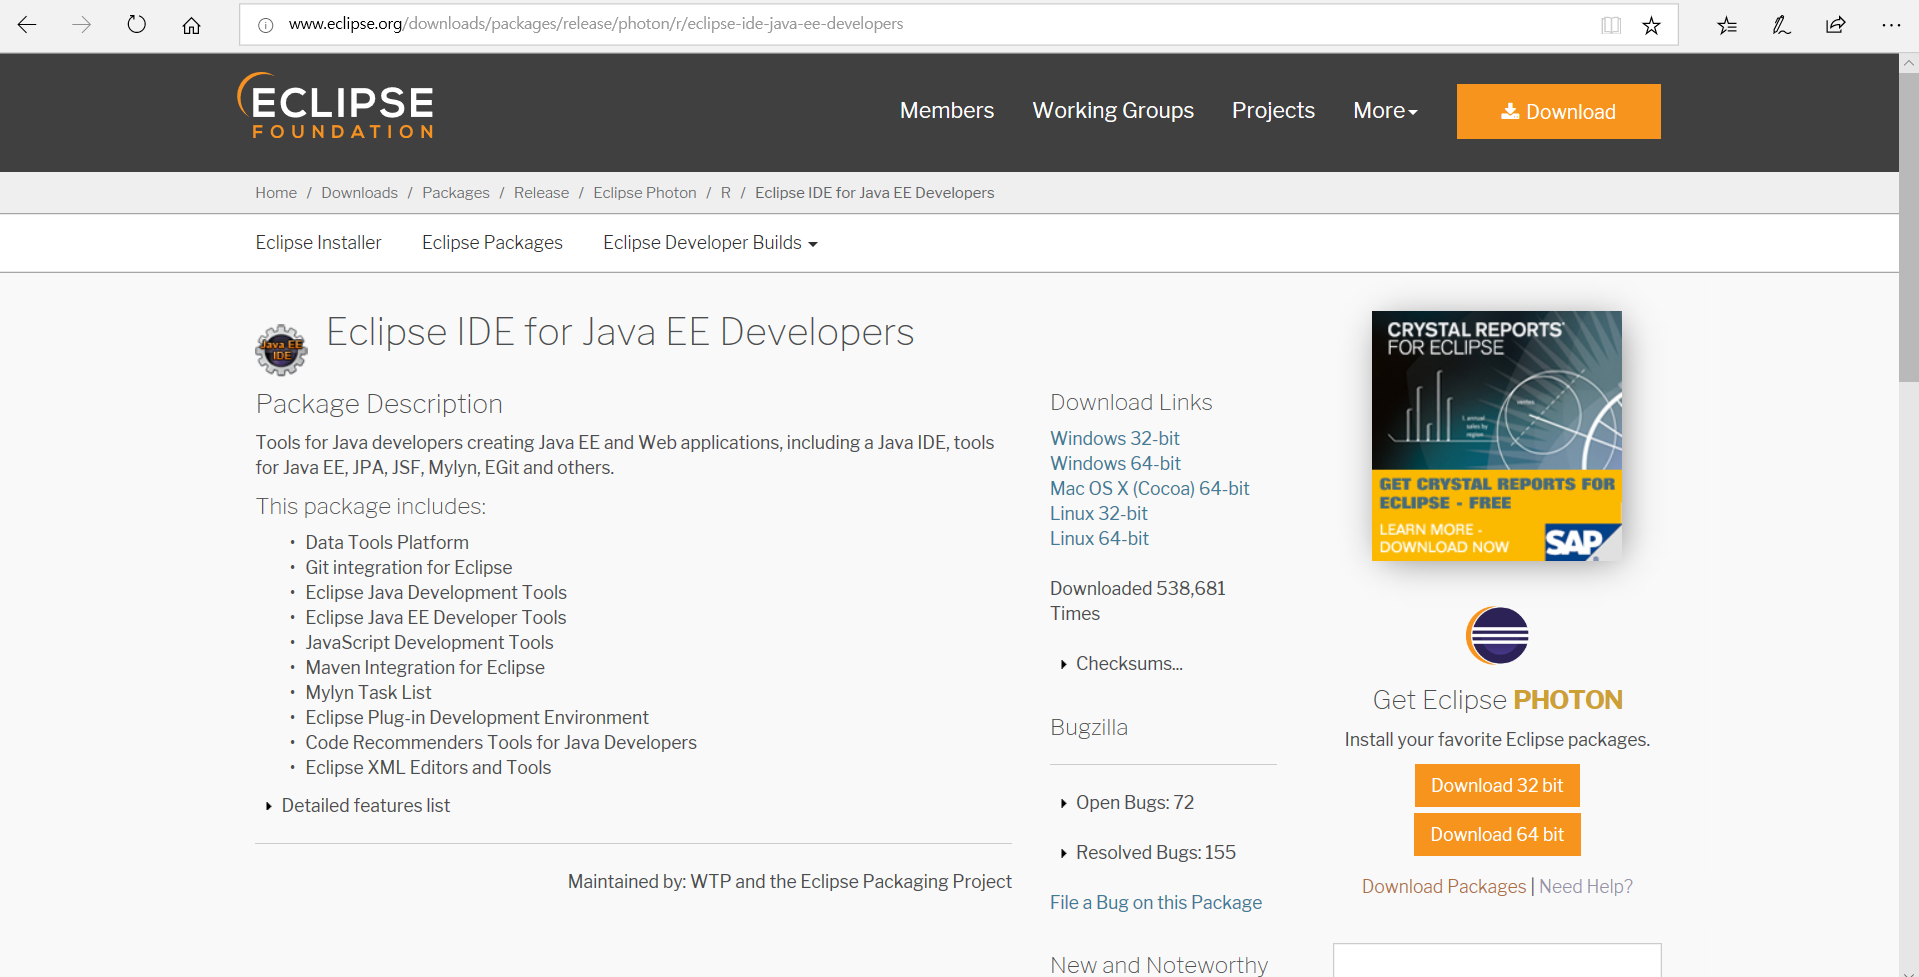 www.eclipse.org/downloads/packages/release/photon/r/eclipse-ide-java-ee-developers
ECLIPSE
FOUNDATION
Members
Working Groups
Projects
More
Download
Home / Downloads / Packages / Release / Eclipse Photon / R / Eclipse IDE for Java EE Developers
Eclipse Installer
Eclipse Packages
Eclipse Developer Builds
Java EE
IDE
Eclipse IDE for Java EE Developers
Package Description
Tools for Java developers creating Java EE and Web applications, including a Java IDE, tools
for Java EE, JPA, JSF, Mylyn, EGit and others.
This package includes:
• Data Tools Platform
• Git integration for Eclipse
• Eclipse Java Development Tools
• Eclipse Java EE Developer Tools
• JavaScript Development Tools
• Maven Integration for Eclipse
• Mylyn Task List
• Eclipse Plug-in Development Environment
• Code Recommenders Tools for Java Developers
• Eclipse XML Editors and Tools
Detailed features list
Maintained by: WTP and the Eclipse Packaging Project
Download Links
Windows 32-bit
Windows 64-bit
Mac OS X (Cocoa) 64-bit
Linux 32-bit
Linux 64-bit
Downloaded 538,681
Times
Checksums...
Bugzilla
Open Bugs: 72
Resolved Bugs: 155
File a Bug on this Package
New and Noteworthy
CRYSTAL REPORTS
FOR ECLIPSE
GET CRYSTAL REPORTS FOR
ECLIPSE - FREE
LEARN MORE -
DOWNLOAD NOW
SAP
Get Eclipse PHOTON
Install your favorite Eclipse packages.
Download 32 bit
Download 64 bit
Download Packages | Need Help?